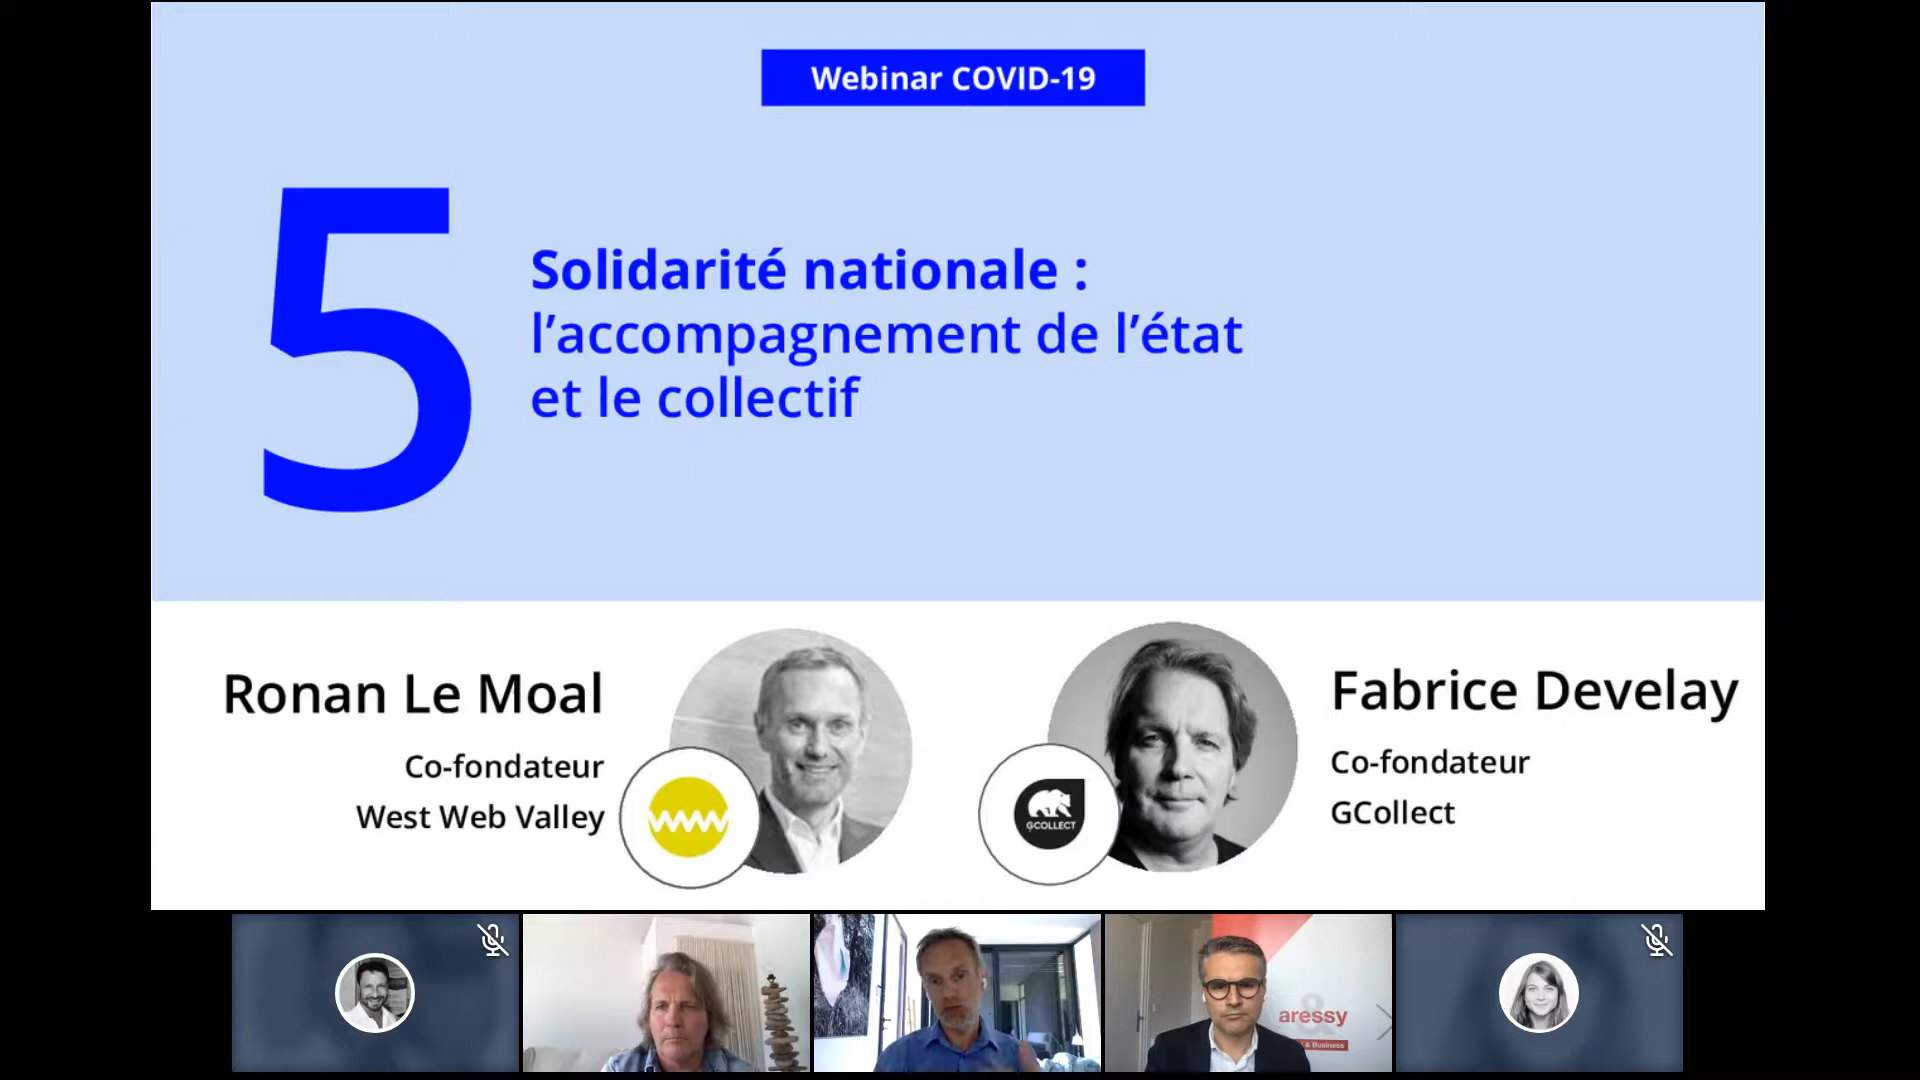 Webinar COVID-19
5
Solidarité nationale :
l’accompagnement de l’état
et le collectif
Ronan Le Moal
Co-fondateur
West Web Valley
GCOLLECT
Fabrice Develay
Co-fondateur
GCollect
aressy
& Business